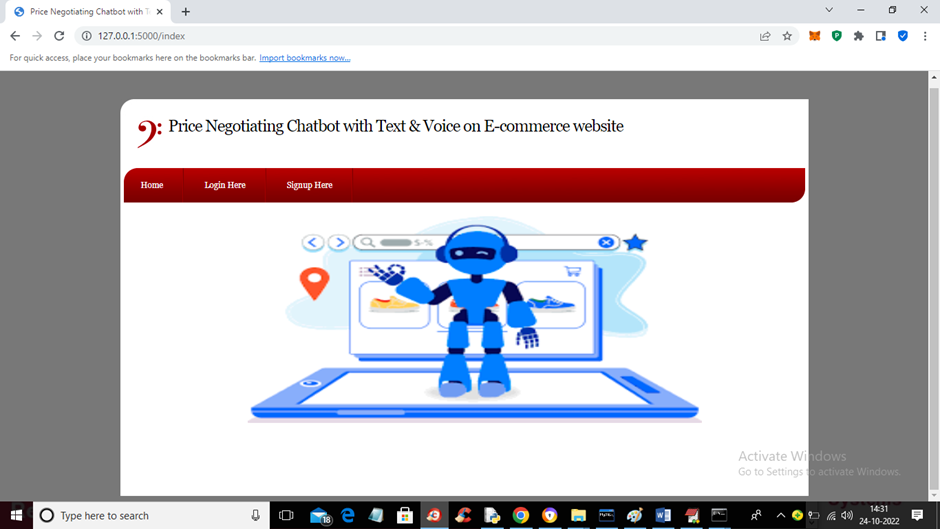 Price Negotiating Chatbot with T
127.0.0.1:5000/index
For quick access, place your bookmarks here on the bookmarks bar. Import bookmarks now...
Price Negotiating Chatbot with Text & Voice on E-commerce website
Home Login Here Signup Here
$-%
Activate Windows
Go to Settings to activate Windows.
Type here to search
18
14:31
24-10-2022